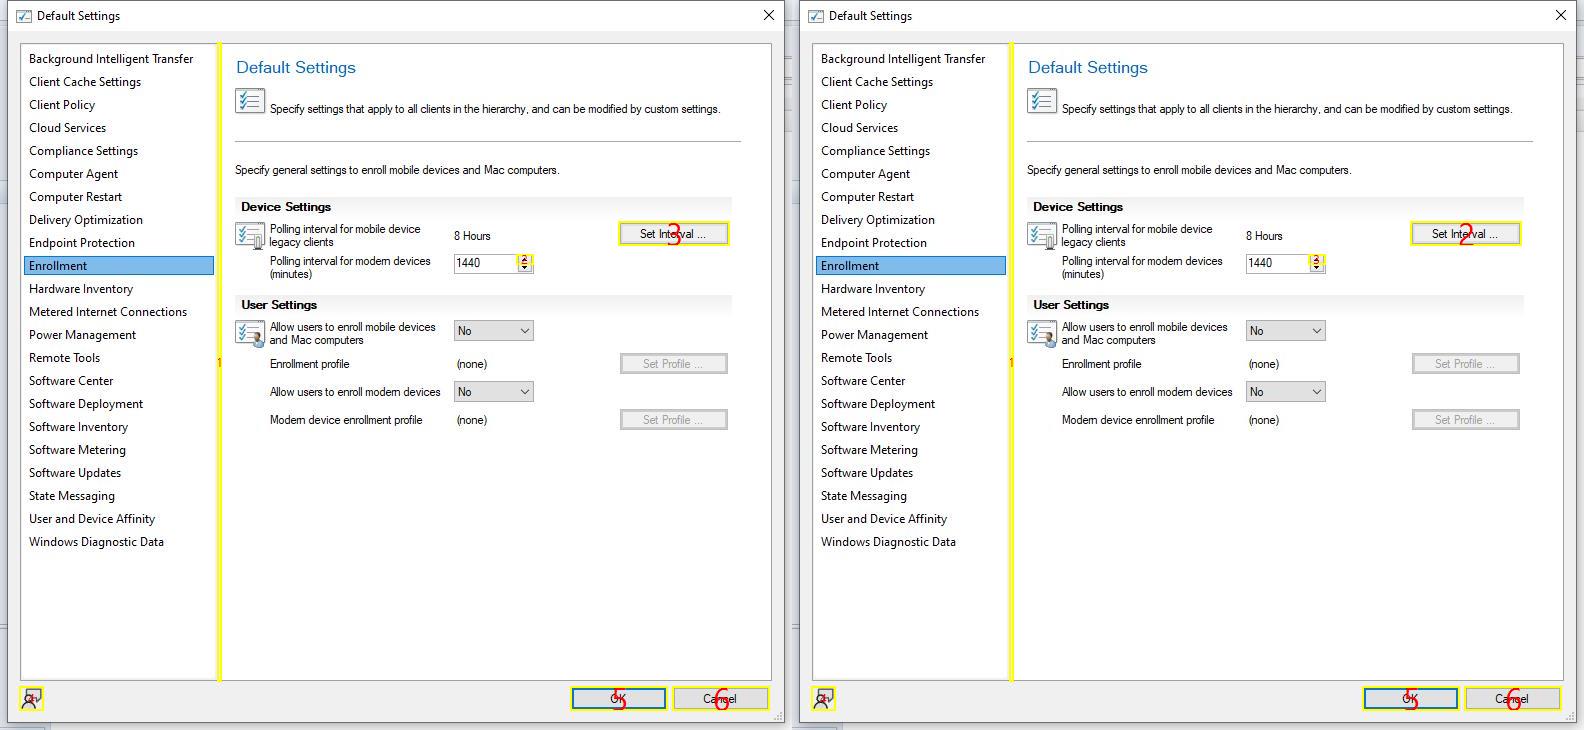 Default Settings
Background Intelligent Transfer
Client Cache Settings
Client Policy
Cloud Services
Compliance Settings
Computer Agent
Computer Restart
Delivery Optimization
Endpoint Protection
Enrollment
Hardware Inventory
Metered Internet Connections
Power Management
Remote Tools
Software Center
Software Deployment
Software Inventory
Software Metering
Software Updates
State Messaging
User and Device Affinity
Windows Diagnostic Data
1
Default Settings
Specify settings that apply to all clients in the hierarchy, and can be modified by custom settings.
Specify general settings to enroll mobile devices and Mac computers.
Device Settings
Polling interval for mobile device
legacy clients
8 Hours
Set Interval ...
3
Polling interval for modern devices
(minutes)
1440
2
User Settings
Allow users to enroll mobile devices
and Mac computers
No
Enrollment profile
(none)
Set Profile ...
Allow users to enroll modern devices
No
Modern device enrollment profile
(none)
Set Profile ...
OK
5
Cancel
6
Default Settings
Background Intelligent Transfer
Client Cache Settings
Client Policy
Cloud Services
Compliance Settings
Computer Agent
Computer Restart
Delivery Optimization
Endpoint Protection
Enrollment
Hardware Inventory
Metered Internet Connections
Power Management
Remote Tools
Software Center
Software Deployment
Software Inventory
Software Metering
Software Updates
State Messaging
User and Device Affinity
Windows Diagnostic Data
1
Default Settings
Specify settings that apply to all clients in the hierarchy, and can be modified by custom settings.
Specify general settings to enroll mobile devices and Mac computers.
Device Settings
Polling interval for mobile device
legacy clients
8 Hours
Set Interval ...
2
Polling interval for modern devices
(minutes)
1440
3
User Settings
Allow users to enroll mobile devices
and Mac computers
No
Enrollment profile
(none)
Set Profile ...
Allow users to enroll modern devices
No
Modern device enrollment profile
(none)
Set Profile ...
OK
5
Cancel
6